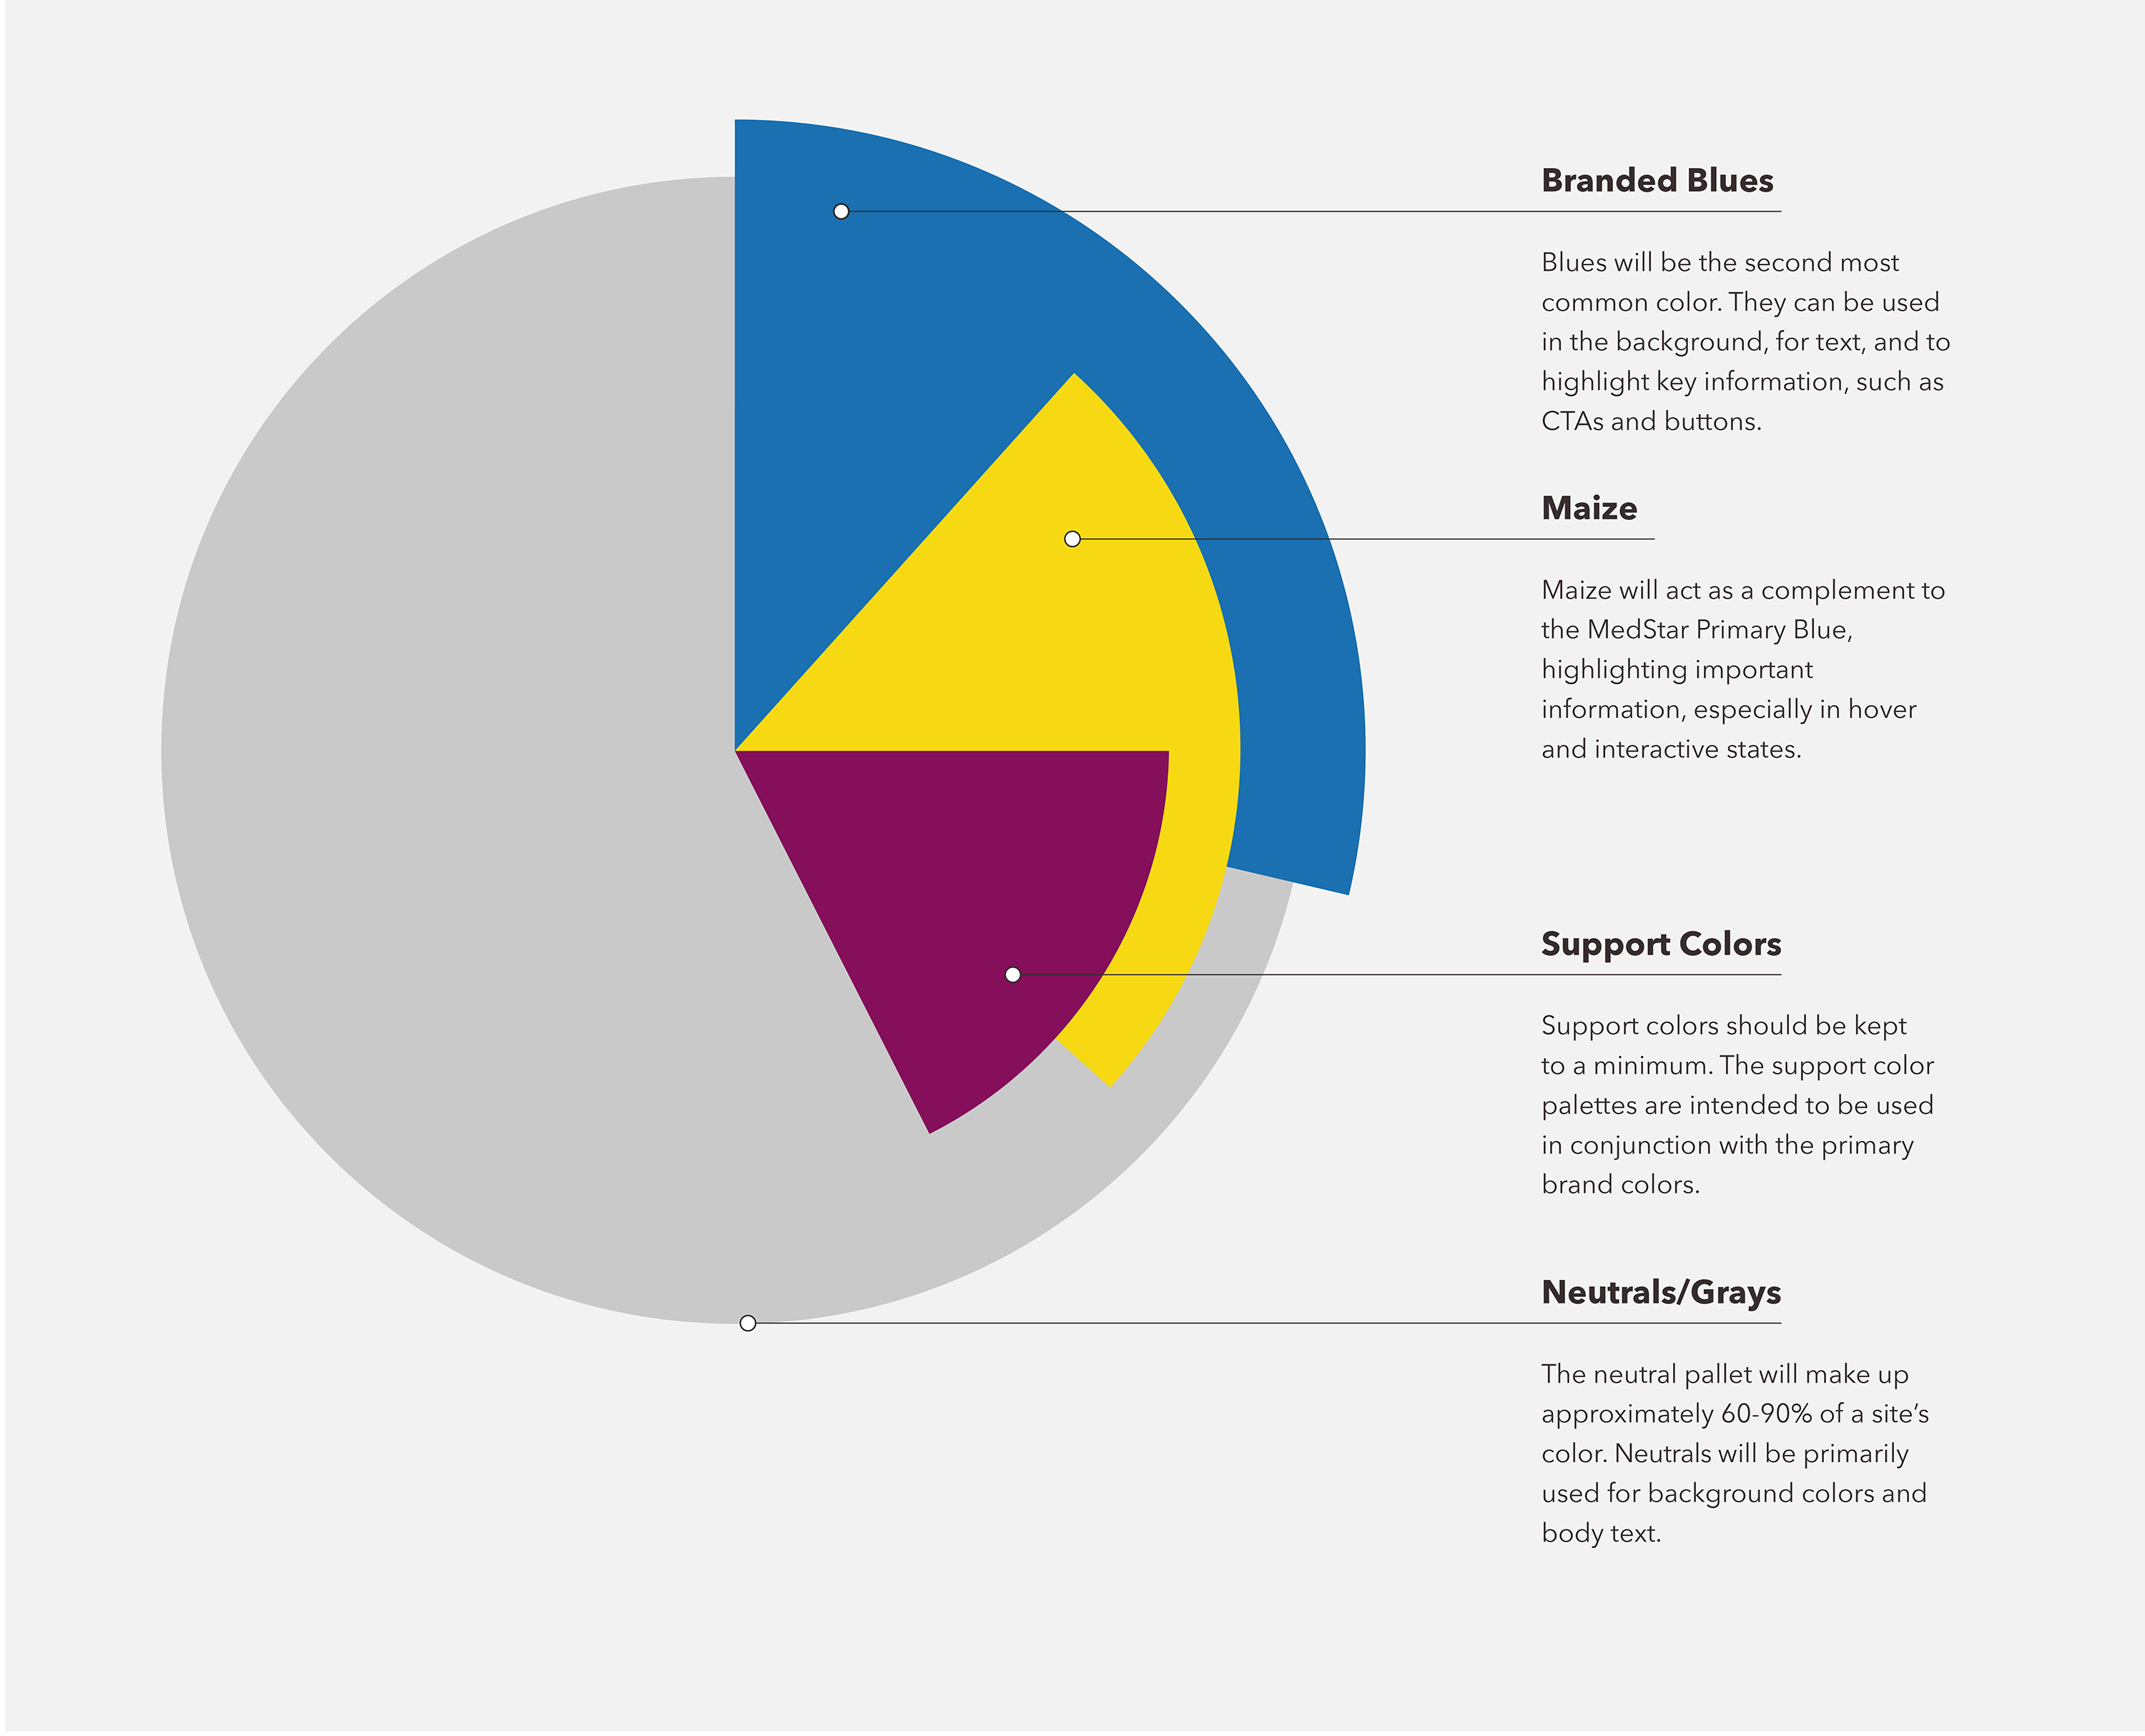 Branded Blues
Blues will be the second most
common color. They can be used
in the background, for text, and to
highlight key information, such as
CTAs and buttons.
Maize
Maize will act as a complement to
the MedStar Primary Blue,
highlighting important
information, especially in hover
and interactive states.
Support Colors
Support colors should be kept
to a minimum. The support color
palettes are intended to be used
in conjunction with the primary
brand colors.
Neutrals/Grays
The neutral pallet will make up
approximately 60-90% of a site’s
color. Neutrals will be primarily
used for background colors and
body text.